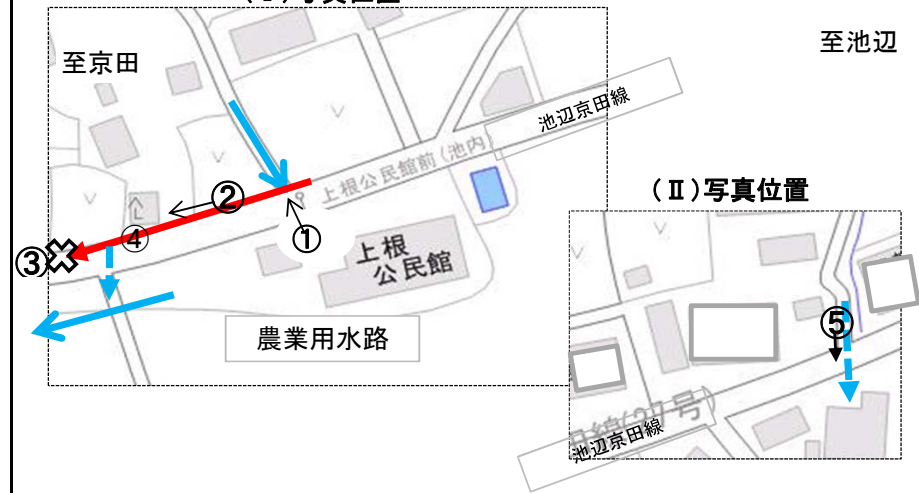 至京田
至池辺
池辺京田線
上根公民館前(池内)
②
①
③
④
上根
公民館
農業用水路
(Ⅱ)写真位置
⑤
池辺京田線